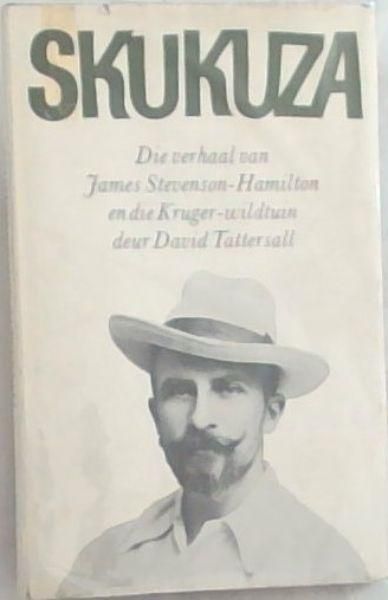 SKUKUZA
Die verhaal van
James Stevenson-Hamilton
en die Kruger-wildtuin
deur David Tattersall